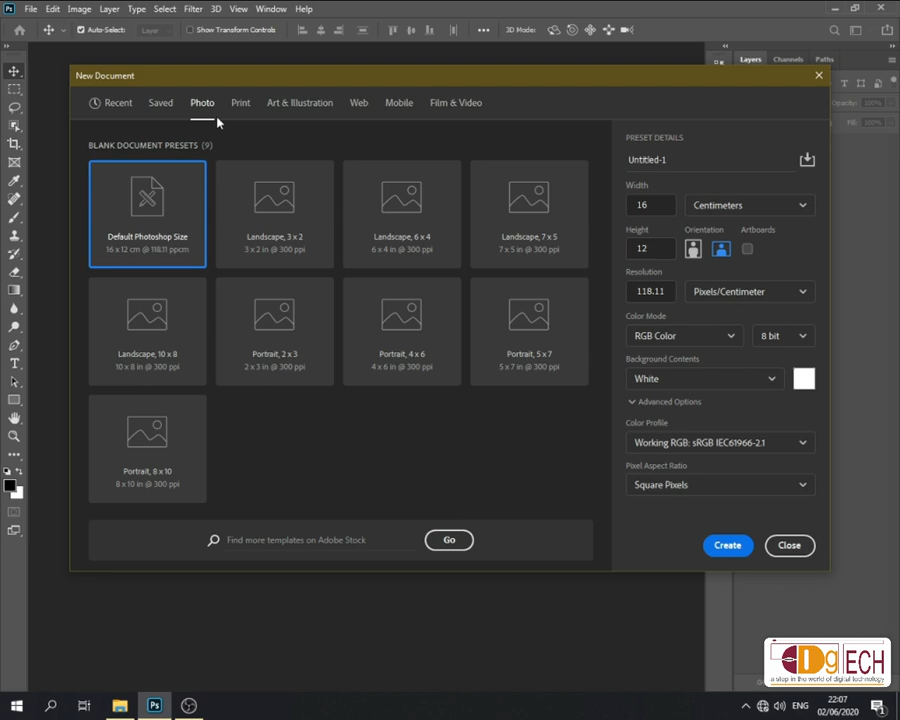 Ps File Edit Image Layer Type Select Filter 3D View Window Help
Auto-Select: Layer Show Transform Controls 3D Mode:
New Document
Layers Channels Paths
Recent Saved Photo Print Art & Illustration Web Mobile Film & Video
Opacity: 100%
Fill: 100%
BLANK DOCUMENT PRESETS (9)
Default Photoshop Size
16 x 12 cm @ 118.11 ppcm
Landscape, 3 x 2
3 x 2 in @ 300 ppi
Landscape, 6 x 4
6 x 4 in @ 300 ppi
Landscape, 7 x 5
7 x 5 in @ 300 ppi
Landscape, 10 x 8
10 x 8 in @ 300 ppi
Portrait, 2 x 3
2 x 3 in @ 300 ppi
Portrait, 4 x 6
4 x 6 in @ 300 ppi
Portrait, 5 x 7
5 x 7 in @ 300 ppi
Portrait, 8 x 10
8 x 10 in @ 300 ppi
Find more templates on Adobe Stock
Go
PRESET DETAILS
Untitled-1
Width
16 Centimeters
Height Orientation Artboards
12
Resolution
118.11 Pixels/Centimeter
Color Mode
RGB Color 8 bit
Background Contents
White
Advanced Options
Color Profile
Working RGB: sRGB IEC61966-2.1
Pixel Aspect Ratio
Square Pixels
Create Close
eDgTECH
a step in the world of digital technology
Ps
ENG
22:07
02/06/2020
1